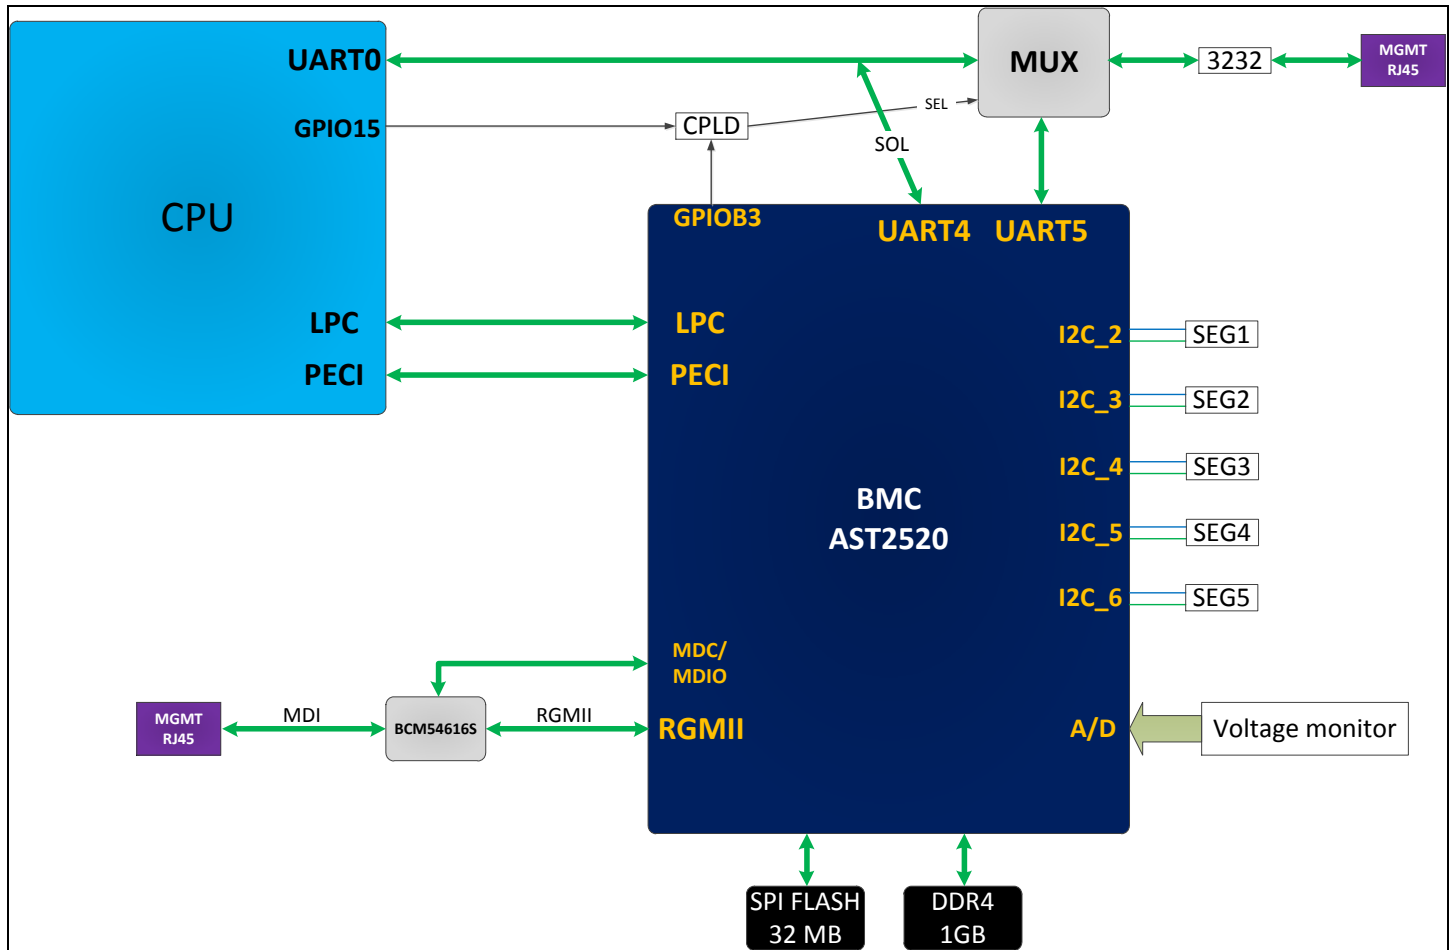 UART0
MUX
3232
MGMT
RJ45
GPIO15
CPLD
SEL
SOL
CPU
GPIOB3
UART4
UART5
LPC
LPC
PECI
PECI
I2C_2
SEG1
I2C_3
SEG2
I2C_4
SEG3
BMC
AST2520
I2C_5
SEG4
I2C_6
SEG5
MDC/
MDIO
MGMT
RJ45
MDI
BCM54616S
RGMII
RGMII
A/D
Voltage monitor
SPI FLASH
32 MB
DDR4
1GB